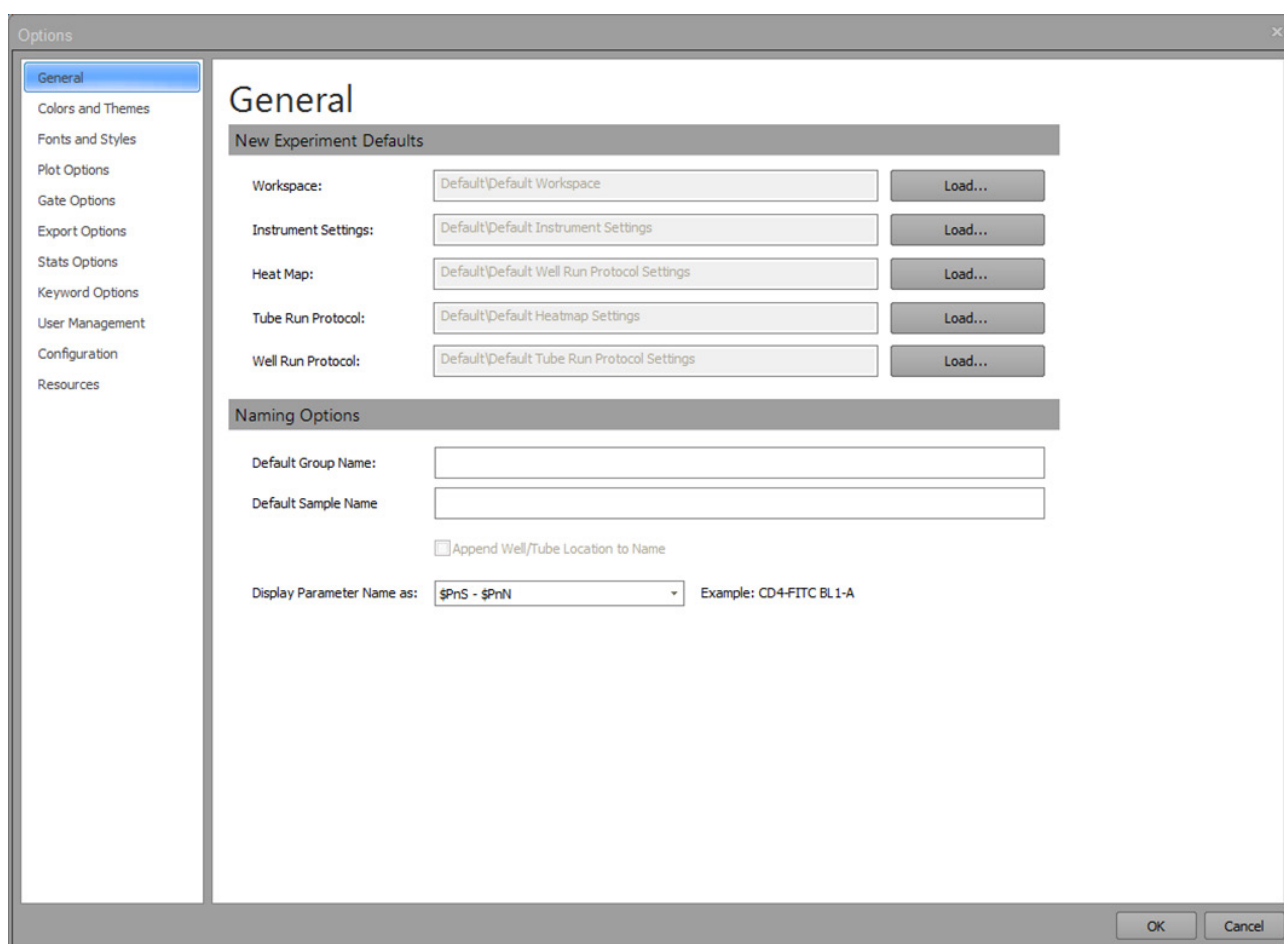 Options
General
Colors and Themes
Fonts and Styles
Plot Options
Gate Options
Export Options
Stats Options
Keyword Options
User Management
Configuration
Resources
General
New Experiment Defaults
Workspace: Default\Default Workspace Load...
Instrument Settings: Default\Default Instrument Settings Load...
Heat Map: Default\Default Well Run Protocol Settings Load...
Tube Run Protocol: Default\Default Heatmap Settings Load...
Well Run Protocol: Default\Default Tube Run Protocol Settings Load...
Naming Options
Default Group Name:
Default Sample Name
Append Well/Tube Location to Name
Display Parameter Name as: $PnS - $PnN Example: CD4-FITC BL1-A
OK Cancel